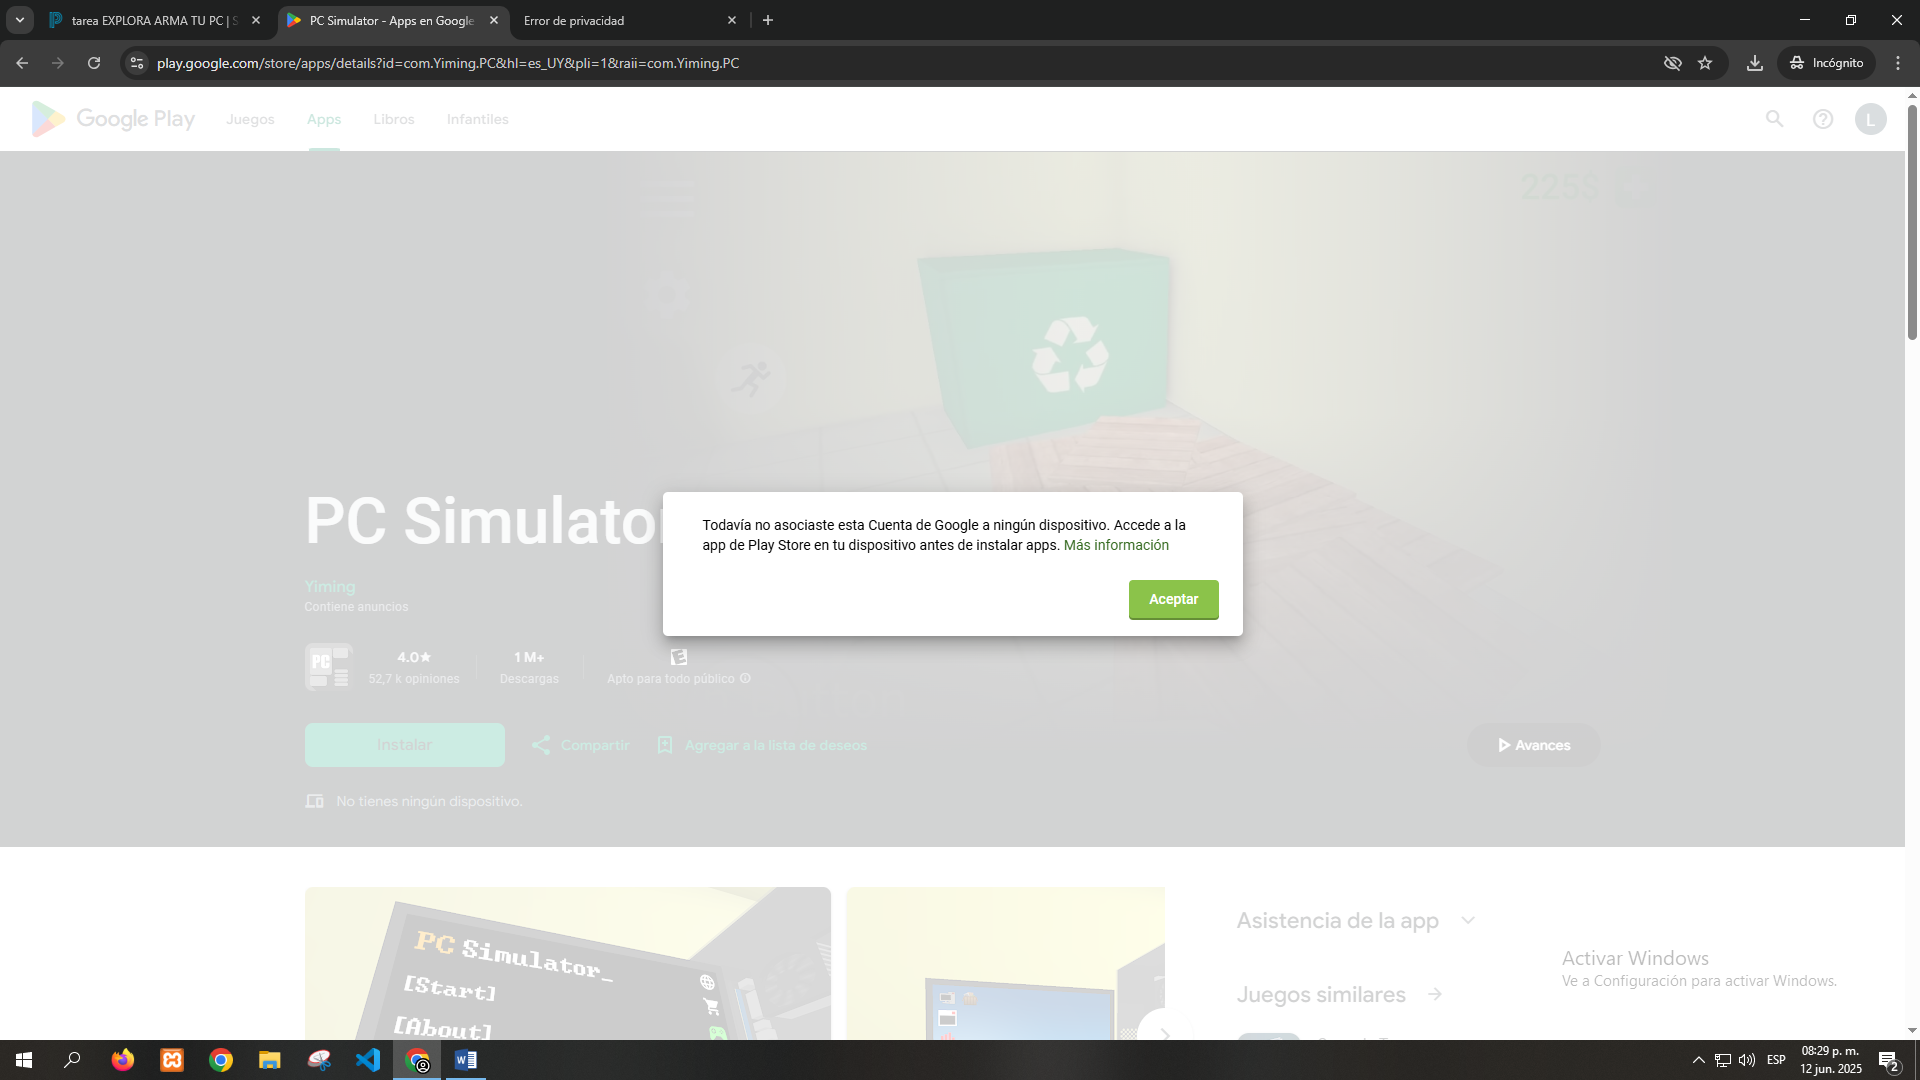 tarea EXPLORA ARMA TU PC | S
PC Simulator - Apps en Google
Error de privacidad
play.google.com/store/apps/details?id=com.Yiming.PC&hl=es_UY&pli=1&raii=com.Yiming.PC
Incógnito
Google Play
Juegos
Apps
Libros
Infantiles
L
225$
PC Simulator
Todavía no asociaste esta Cuenta de Google a ningún dispositivo. Accede a la
app de Play Store en tu dispositivo antes de instalar apps. Más información
Aceptar
Yiming
Contiene anuncios
PC
4.0★
52,7 k opiniones
1 M+
Descargas
E
Apto para todo público
Instalar
Compartir
Agregar a la lista de deseos
Avances
No tienes ningún dispositivo.
PC Simulator_
[Start]
[About]
Asistencia de la app
Juegos similares
Activar Windows
Ve a Configuración para activar Windows.
ESP
08:29 p. m.
12 jun. 2025
2